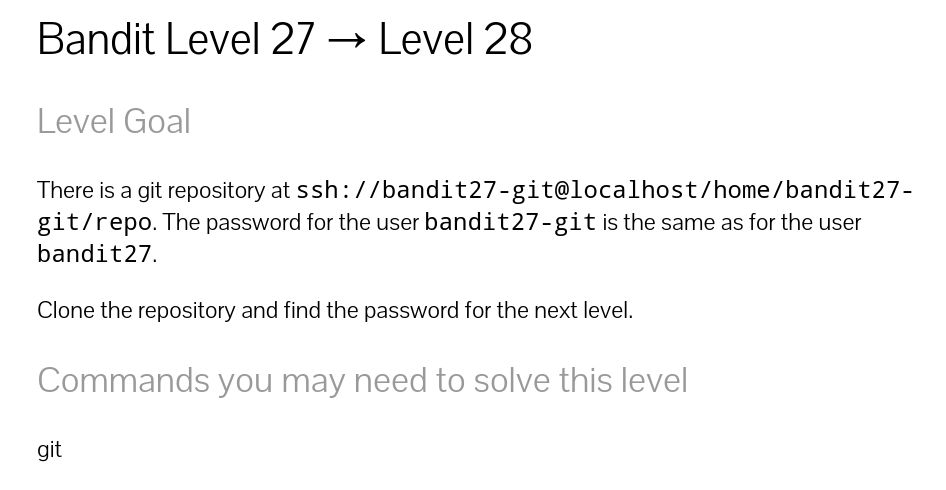 Bandit Level 27 → Level 28
Level Goal
There is a git repository at ssh://bandit27-git@localhost/home/bandit27-
git/repo. The password for the user bandit27-git is the same as for the user
bandit27.
Clone the repository and find the password for the next level.
Commands you may need to solve this level
git